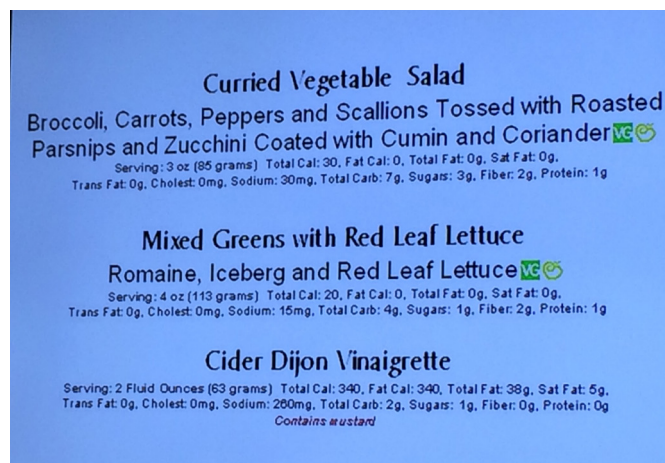 Curried Vegetable Salad
Broccoli, Carrots, Peppers and Scallions Tossed with Roasted
Parsnips and Zucchini Coated with Cumin and Coriander VG
Serving: 3 oz (85 grams) Total Cal: 30, Fat Cal: 0, Total Fat: 0g, Sat Fat: 0g,
Trans Fat: 0g, Cholest: 0mg, Sodium: 30mg, Total Carb: 7g, Sugars: 3g, Fiber: 2g, Protein: 1g
Mixed Greens with Red Leaf Lettuce
Romaine, Iceberg and Red Leaf Lettuce VG
Serving: 4 oz (113 grams) Total Cal: 20, Fat Cal: 0, Total Fat: 0g, Sat Fat: 0g,
Trans Fat: 0g, Cholest: 0mg, Sodium: 15mg, Total Carb: 4g, Sugars: 1g, Fiber: 2g, Protein: 1g
Cider Dijon Vinaigrette
Serving: 2 Fluid Ounces (63 grams) Total Cal: 340, Fat Cal: 340, Total Fat: 38g, Sat Fat: 5g,
Trans Fat: 0g, Cholest: 0mg, Sodium: 260mg, Total Carb: 2g, Sugars: 1g, Fiber: 0g, Protein: 0g
Contains mustard